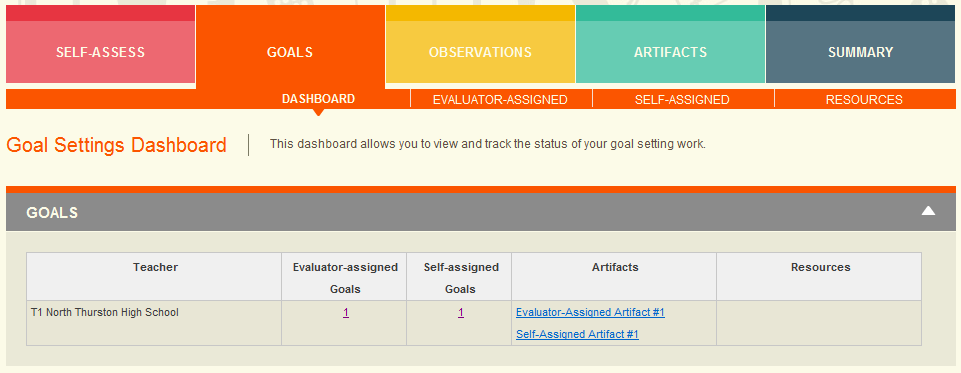 SELF-ASSESS GOALS OBSERVATIONS ARTIFACTS SUMMARY
DASHBOARD EVALUATOR-ASSIGNED SELF-ASSIGNED RESOURCES
Goal Settings Dashboard This dashboard allows you to view and track the status of your goal setting work.
GOALS
Teacher Evaluator-assigned Self-assigned Artifacts Resources
Goals Goals
T1 North Thurston High School 1 1 Evaluator-Assigned Artifact #1
Self-Assigned Artifact #1